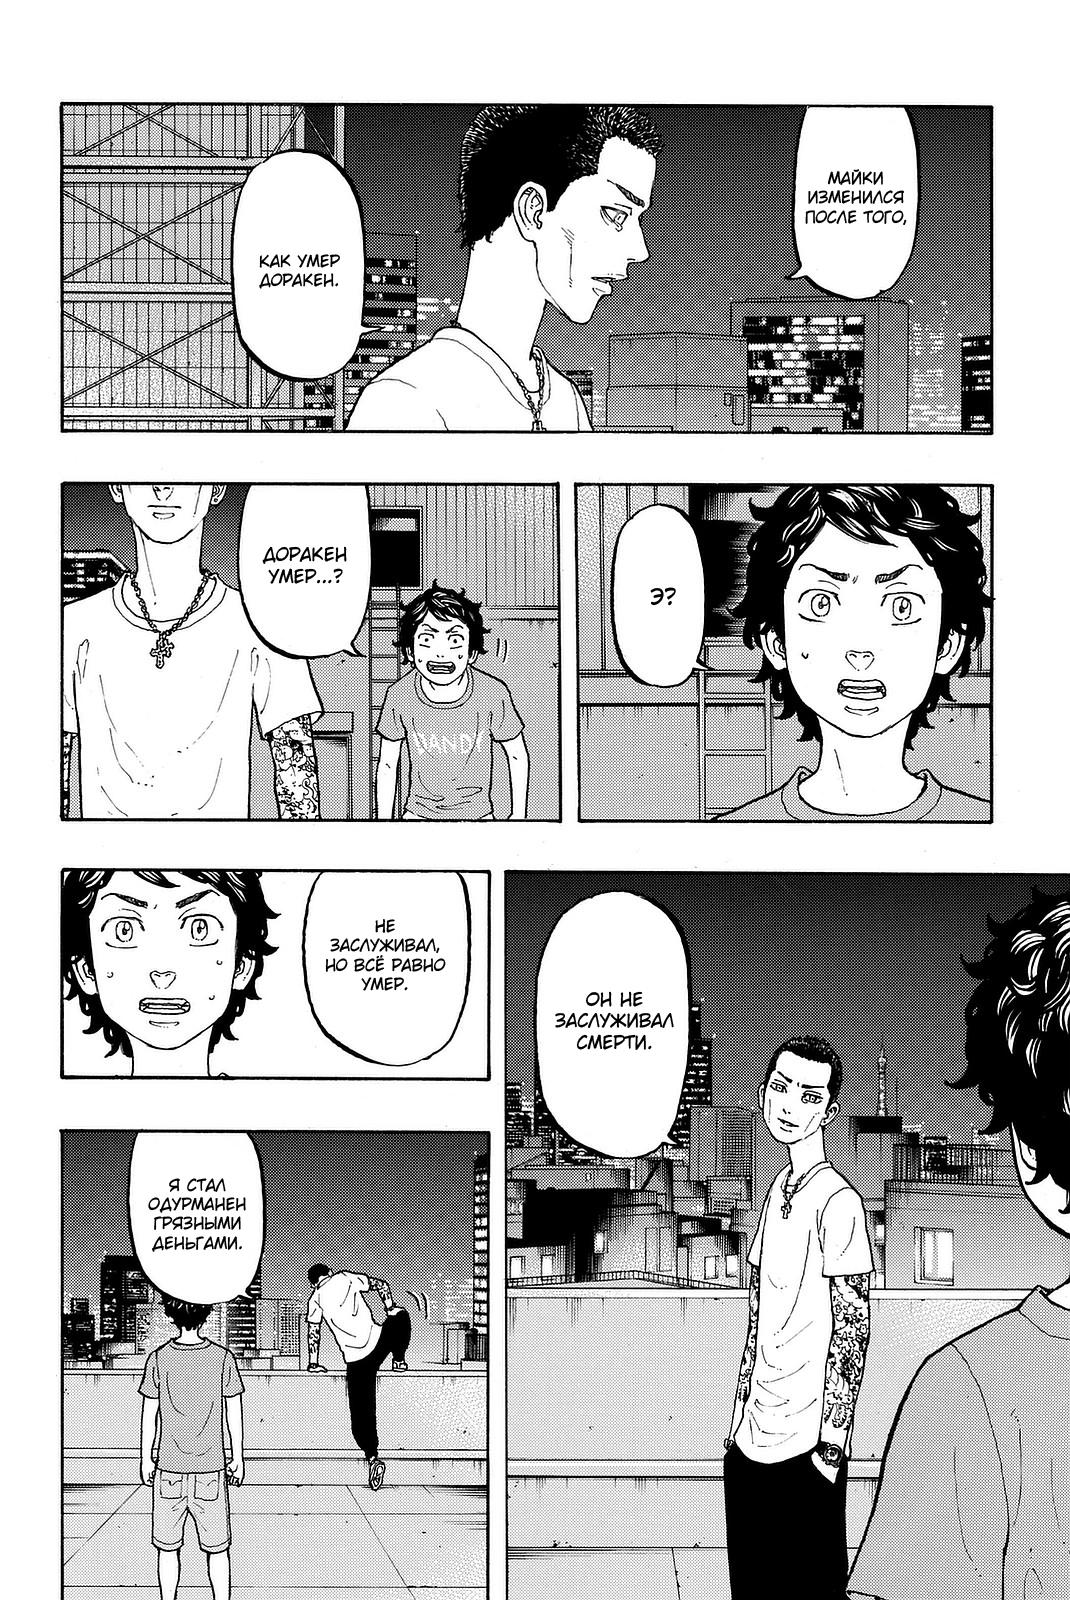 МАЙКИ
ИЗМЕНИЛСЯ
ПОСЛЕ ТОГО,
КАК УМЕР
ДОРАКЕН.
Э?
ДОРАКЕН
УМЕР...?
DANDY
ОН НЕ
ЗАСЛУЖИВАЛ
СМЕРТИ.
НЕ
ЗАСЛУЖИВАЛ,
НО ВСЁ РАВНО
УМЕР.
Я СТАЛ
ОДУРМАНЕН
ГРЯЗНЫМИ
ДЕНЬГАМИ.